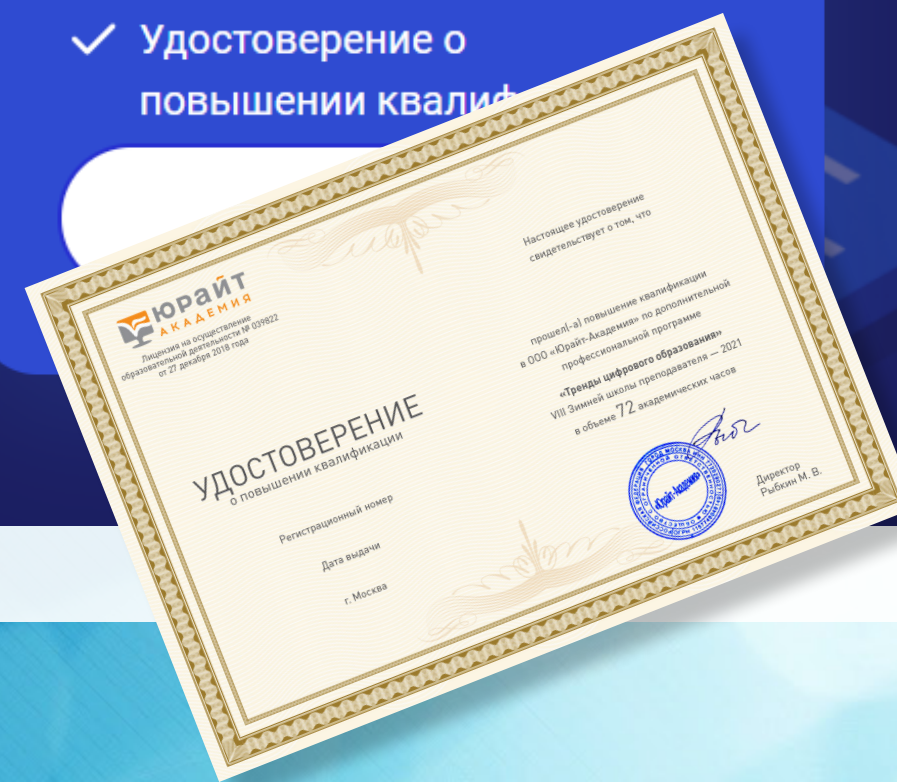 Удостоверение о
повышении
ЮРАЙТ
АКАДЕМИЯ
Лицензия на осуществление
образовательной деятельности № 039822
от 27 декабря 2018 года
УДОСТОВЕРЕНИЕ
о повышении квалификации
Регистрационный номер
Дата выдачи
г. Москва
Настоящее удостоверение
свидетельствует о том, что
прошел(-а) повышение квалификации
в ООО «Юрайт-Академия» по дополнительной
профессиональной программе
«Тренды цифрового образования»
VIII Зимней школы преподавателя — 2021
в объеме 72 академических часов
Директор
Рыбкин М. В.
«Юрайт-Академия»